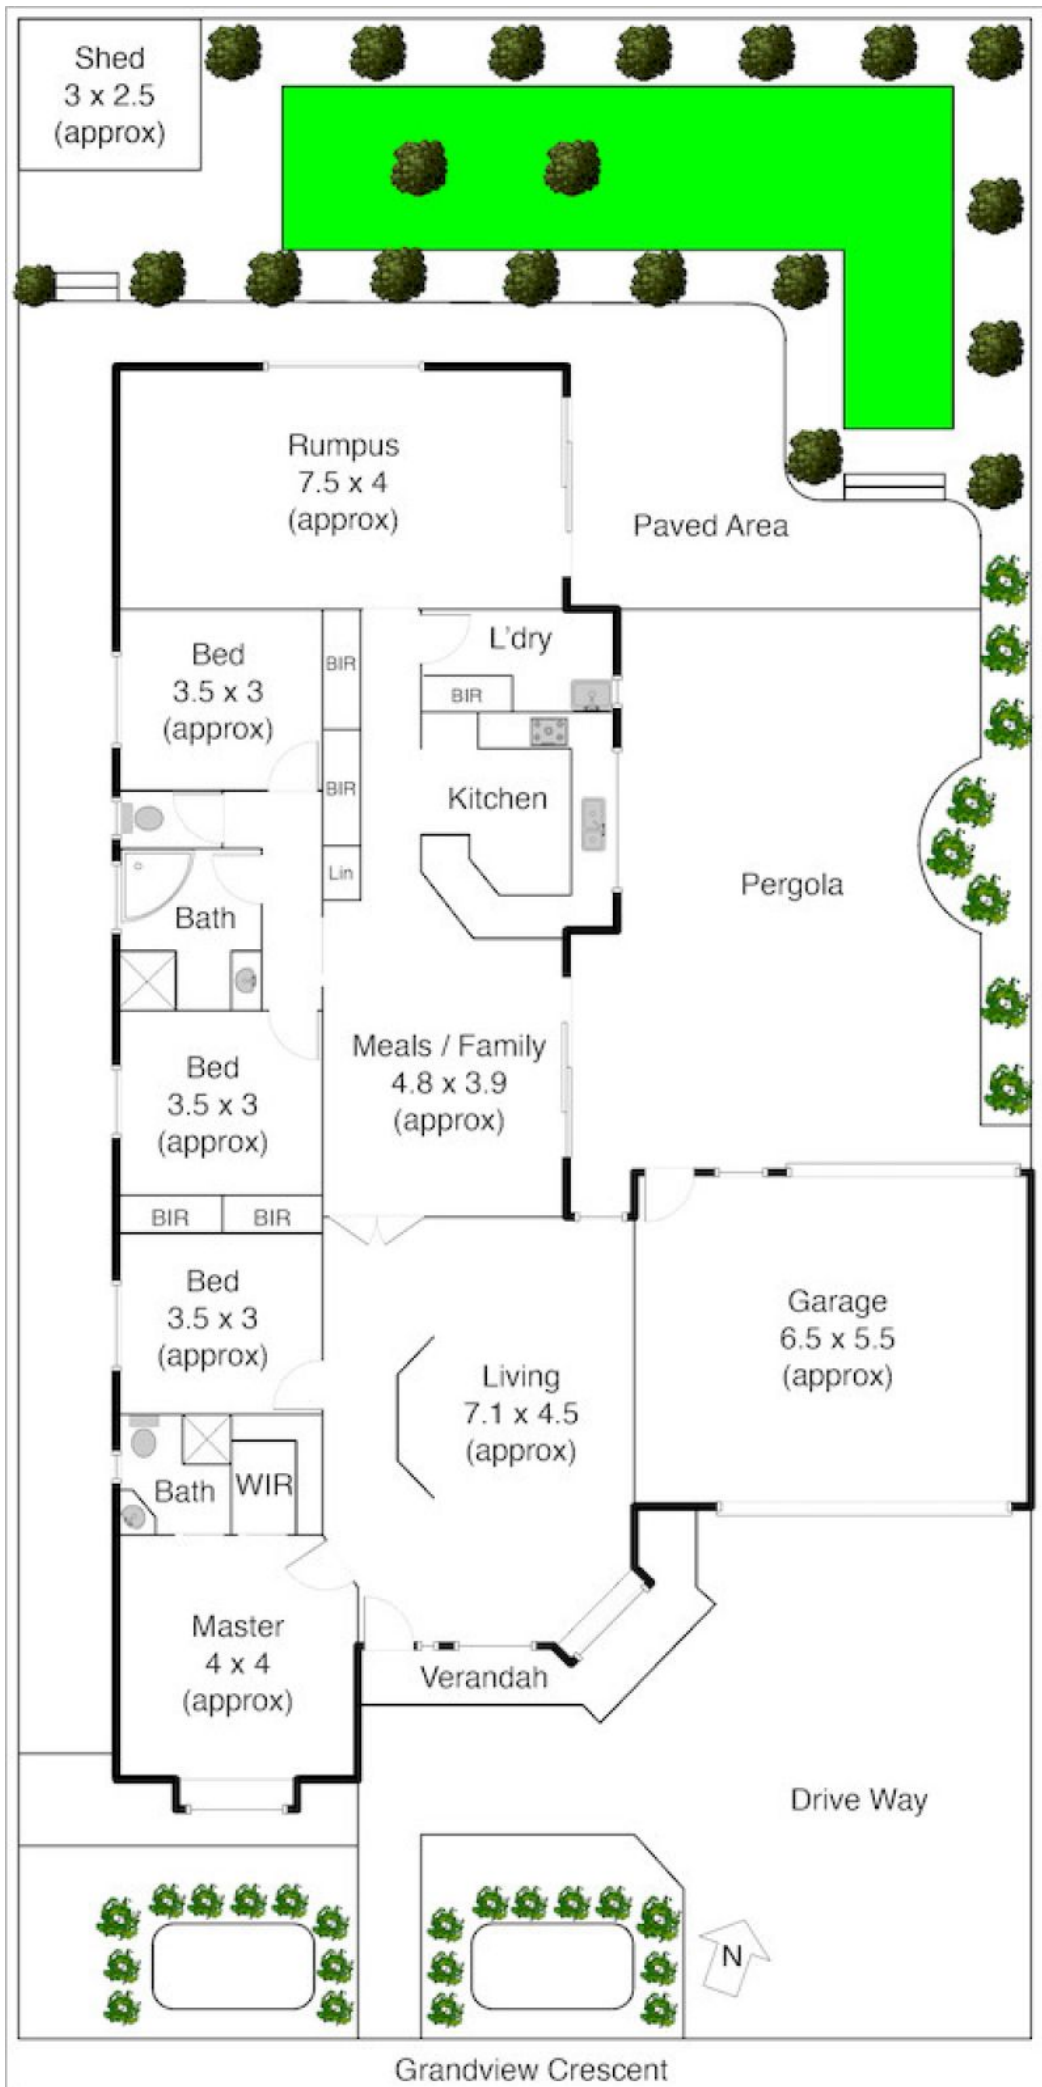 Shed
3 x 2.5
(approx)
Rumpus
7.5 x 4
(approx)
Paved Area
Bed
3.5 x 3
(approx)
BIR
L'dry
BIR
BIR
Kitchen
Lin
Bath
Pergola
Meals / Family
4.8 x 3.9
(approx)
Bed
3.5 x 3
(approx)
BIR
BIR
Bed
3.5 x 3
(approx)
Garage
6.5 x 5.5
(approx)
Living
7.1 x 4.5
(approx)
Bath
WIR
Master
4 x 4
(approx)
Verandah
Drive Way
N
Grandview Crescent